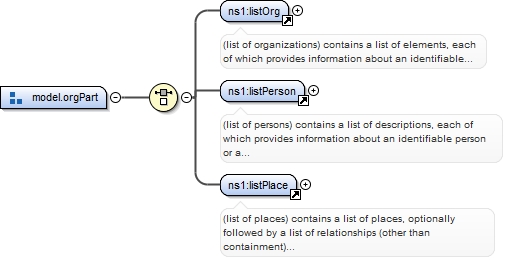 ns1:listOrg
(list of organizations) contains a list of elements, each
of which provides information about an identifiable...
model.orgPart
ns1:listPerson
(list of persons) contains a list of descriptions, each of
which provides information about an identifiable person
or a...
ns1:listPlace
(list of places) contains a list of places, optionally
followed by a list of relationships (other than
containment)...